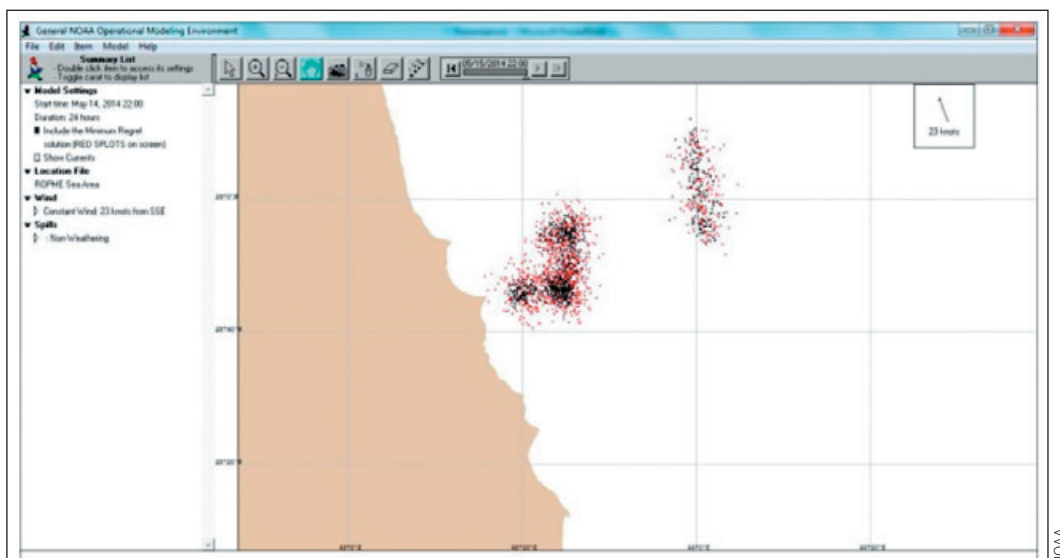 General NOAA Operational Modeling Environment
File Edit Item Model Help
Summary List
- Double click item to access its settings
- Toggle carat to display list
05/15/2014 22:00
Model Settings
Start time: May 14, 2014 22:00
Duration: 24 hours
Include the Minimum Regret
solution (RED SPLOTS on screen)
Show Currents
Location File
ROPME Sea Area
Wind
Constant Wind: 23 knots from SSE
Spills
: Non-Weathering
23 knots